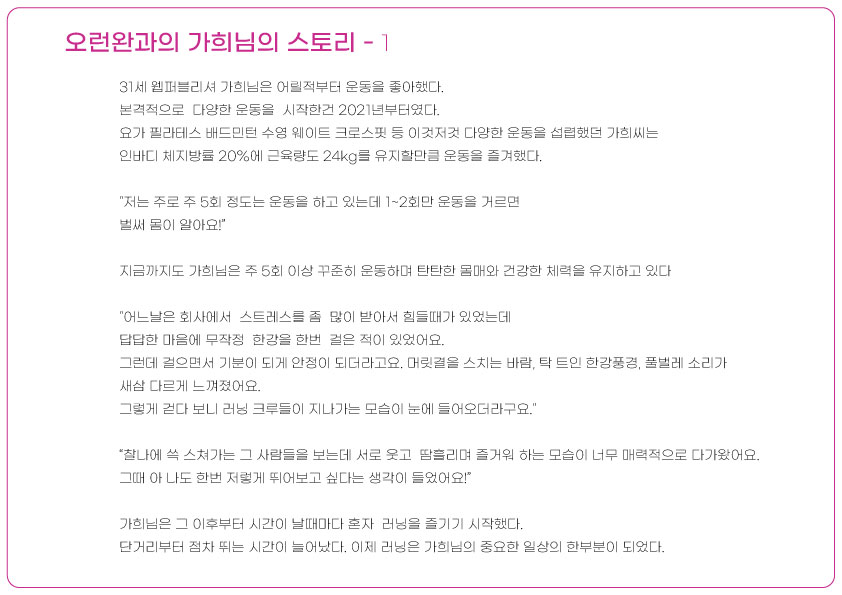 오런완과의 가희님의 스토리 - 1
31세 웹퍼블리셔 가희님은 어릴적부터 운동을 좋아했다.
본격적으로 다양한 운동을 시작한건 2021년부터였다.
요가 필라테스 배드민턴 수영 웨이트 크로스핏 등 이것저것 다양한 운동을 섭렵했던 가희씨는
인바디 체지방률 20%에 근육량도 24kg를 유지할만큼 운동을 즐겨했다.
"저는 주로 주 5회 정도는 운동을 하고 있는데 1~2회만 운동을 거르면
벌써 몸이 알아요!"
지금까지도 가희님은 주 5회 이상 꾸준히 운동하며 탄탄한 몸매와 건강한 체력을 유지하고 있다
"어느날은 회사에서 스트레스를 좀 많이 받아서 힘들때가 있었는데
답답한 마음에 무작정 한강을 한번 걸은 적이 있었어요.
그런데 걸으면서 기분이 되게 안정이 되더라고요. 머릿결을 스치는 바람, 탁 트인 한강풍경, 풀벌레 소리가
새삼 다르게 느껴졌어요.
그렇게 걷다 보니 러닝 크루들이 지나가는 모습이 눈에 들어오더라구요."
"찰나에 쓱 스쳐가는 그 사람들을 보는데 서로 웃고 땀흘리며 즐거워 하는 모습이 너무 매력적으로 다가왔어요.
그때 아 나도 한번 저렇게 뛰어보고 싶다는 생각이 들었어요!"
가희님은 그 이후부터 시간이 날때마다 혼자 러닝을 즐기기 시작했다.
단거리부터 점차 뛰는 시간이 늘어났다. 이제 러닝은 가희님의 중요한 일상의 한부분이 되었다.